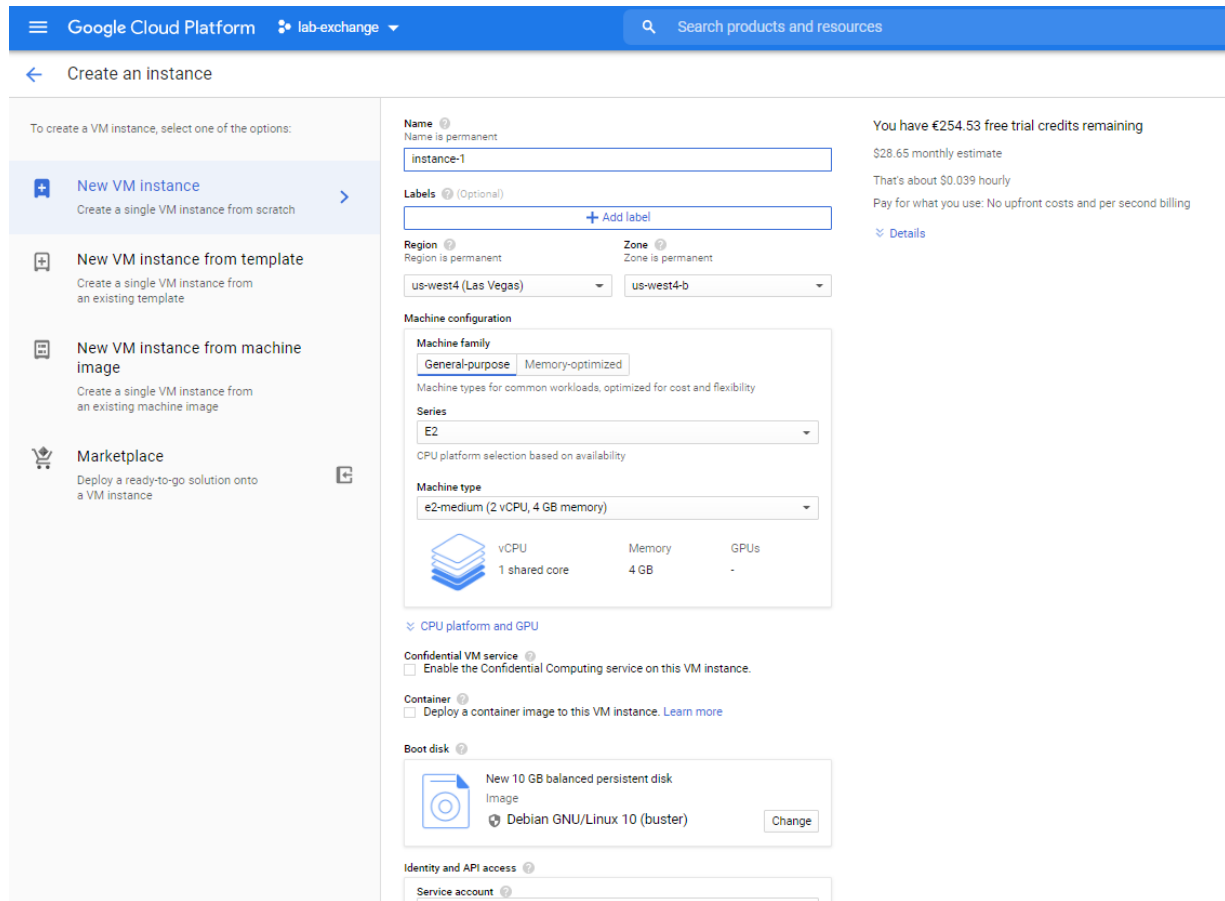 Google Cloud Platform
lab-exchange
Search products and resources
Create an instance
To create a VM instance, select one of the options:
New VM instance
Create a single VM instance from scratch
New VM instance from template
Create a single VM instance from
an existing template
New VM instance from machine
image
Create a single VM instance from
an existing machine image
Marketplace
Deploy a ready-to-go solution onto
a VM instance
Name
Name is permanent
instance-1
Labels (Optional)
Add label
Region
Region is permanent
us-west4 (Las Vegas)
Zone
Zone is permanent
us-west4-b
Machine configuration
Machine family
General-purpose Memory-optimized
Machine types for common workloads, optimized for cost and flexibility
Series
E2
CPU platform selection based on availability
Machine type
e2-medium (2 vCPU, 4 GB memory)
vCPU Memory GPUs
1 shared core 4 GB -
CPU platform and GPU
Confidential VM service
Enable the Confidential Computing service on this VM instance.
Container
Deploy a container image to this VM instance. Learn more
Boot disk
New 10 GB balanced persistent disk
Image
Debian GNU/Linux 10 (buster)
Change
Identity and API access
Service account
You have €254.53 free trial credits remaining
$28.65 monthly estimate
That's about $0.039 hourly
Pay for what you use: No upfront costs and per second billing
Details